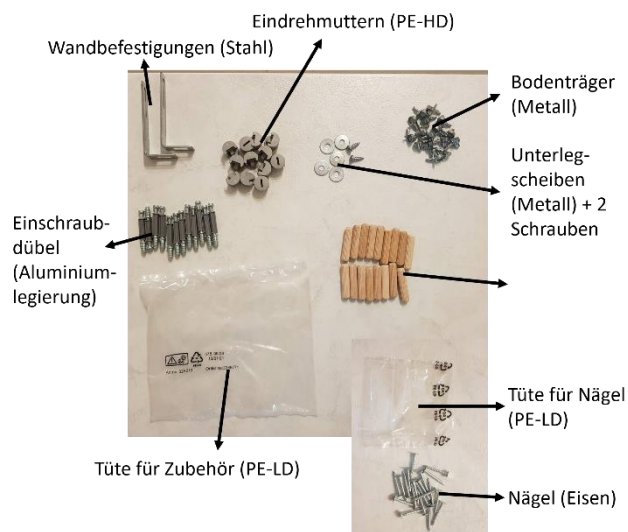 Eindrehmuttern (PE-HD)
Wandbefestigungen (Stahl)
Bodenträger
(Metall)
Unterleg-
scheiben
(Metall) + 2
Schrauben
Einschraub-
dübel
(Aluminium-
legierung)
Tüte für Nägel
(PE-LD)
Tüte für Zubehör (PE-LD)
Nägel (Eisen)